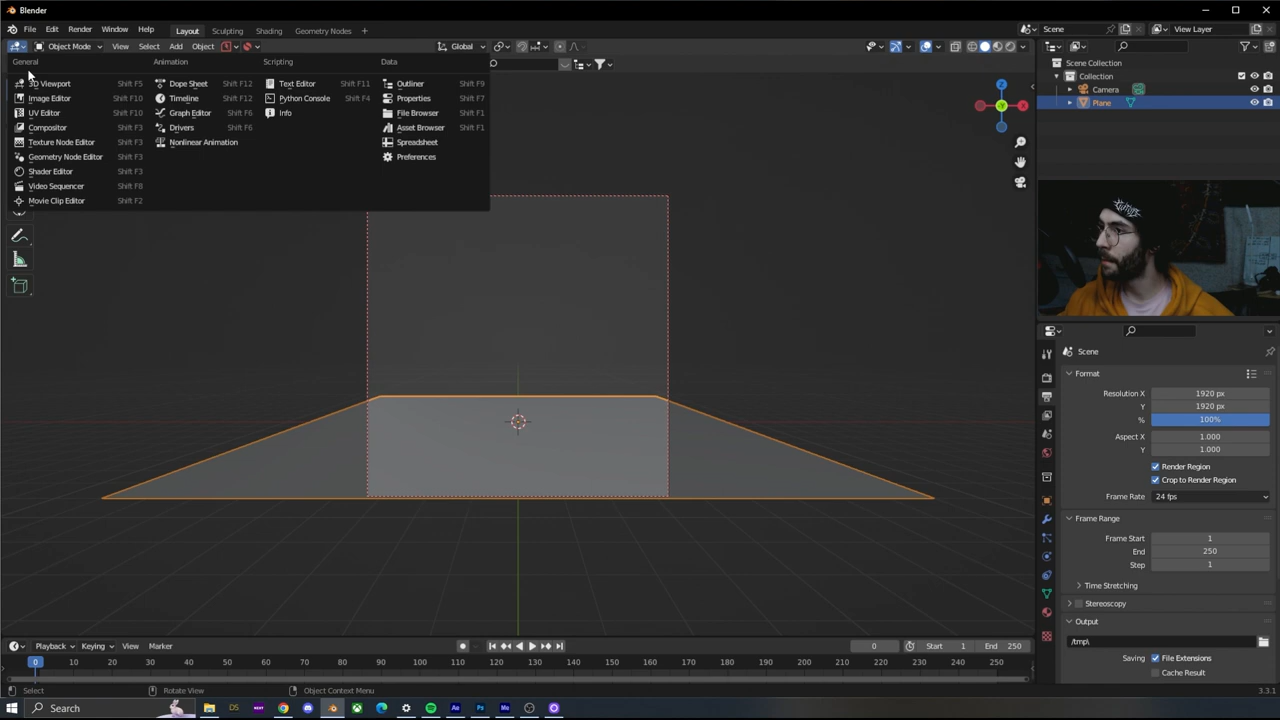 Blender
File Edit Render Window Help Layout Sculpting Shading Geometry Nodes + Scene View Layer
Object Mode View Select Add Object Global
General Animation Scripting Data
3D Viewport Shift F5 Dope Sheet Shift F12 Text Editor Shift F11 Outliner Shift F9
Image Editor Shift F10 Timeline Shift F12 Python Console Shift F4 Properties Shift F7
UV Editor Shift F10 Graph Editor Shift F6 Info File Browser Shift F1
Compositor Shift F3 Drivers Shift F6 Asset Browser Shift F1
Texture Node Editor Shift F3 Nonlinear Animation Spreadsheet
Geometry Node Editor Shift F3 Preferences
Shader Editor Shift F3
Video Sequencer Shift F8
Movie Clip Editor Shift F2
Scene Collection
Collection
Camera
Plane
Z
Y
X
Scene
Format
Resolution X 1920 px
Y 1920 px
% 100%
Aspect X 1.000
Y 1.000
Render Region
Crop to Render Region
Frame Rate 24 fps
Frame Range
Frame Start 1
End 250
Step 1
Time Stretching
Stereoscopy
Output
/tmp\
Saving File Extensions
Cache Result
Playback Keying View Marker 0 Start 1 End 250
0 10 20 30 40 50 60 70 80 90 100 110 120 130 140 150 160 170 180 190 200 210 220 230 240 250
Select Rotate View Object Context Menu 3.3.1
Search DS NEXT Ae Ps Me